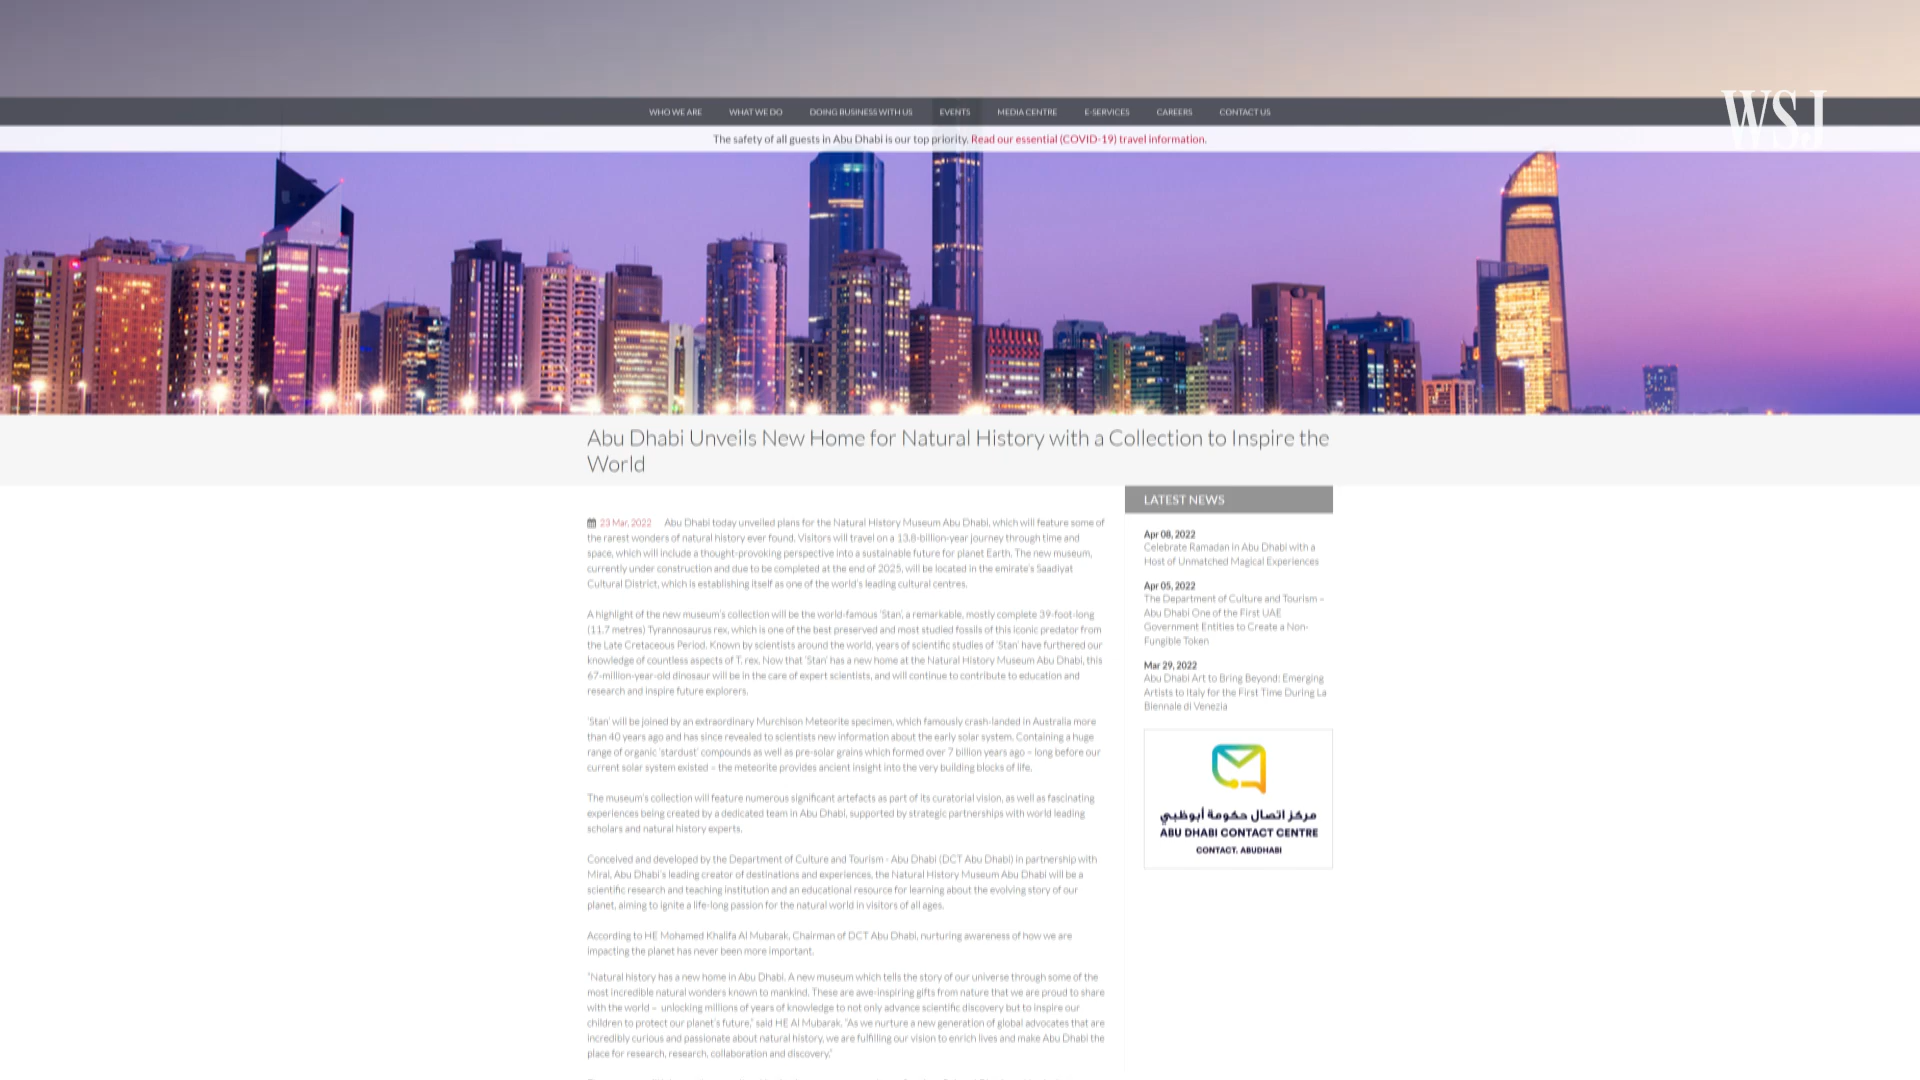 WSJ
WHO WE ARE WHAT WE DO DOING BUSINESS WITH US EVENTS MEDIA CENTRE E-SERVICES CAREERS CONTACT US
The safety of all guests in Abu Dhabi is our top priority. Read our essential (COVID-19) travel information.
Abu Dhabi Unveils New Home for Natural History with a Collection to Inspire the
World
23 Mar, 2022 Abu Dhabi today unveiled plans for the Natural History Museum Abu Dhabi, which will feature some of
the rarest wonders of natural history ever found. Visitors will travel on a 13.8-billion-year journey through time and
space, which will include a thought-provoking perspective into a sustainable future for planet Earth. The new museum,
currently under construction and due to be completed at the end of 2025, will be located in the emirate's Saadiyat
Cultural District, which is establishing itself as one of the world's leading cultural centres.
A highlight of the new museum's collection will be the world-famous 'Stan', a remarkable, mostly complete 39-foot-long
(11.7 metres) Tyrannosaurus rex, which is one of the best preserved and most studied fossils of this iconic predator from
the Late Cretaceous Period. Known by scientists around the world, years of scientific studies of 'Stan' have furthered our
knowledge of countless aspects of T. rex. Now that 'Stan' has a new home at the Natural History Museum Abu Dhabi, this
67-million-year-old dinosaur will be in the care of expert scientists, and will continue to contribute to education and
research and inspire future explorers.
'Stan' will be joined by an extraordinary Murchison Meteorite specimen, which famously crash-landed in Australia more
than 40 years ago and has since revealed to scientists new information about the early solar system. Containing a huge
range of organic 'stardust' compounds as well as pre-solar grains which formed over 7 billion years ago – long before our
current solar system existed – the meteorite provides ancient insight into the very building blocks of life.
The museum's collection will feature numerous significant artefacts as part of its curatorial vision, as well as fascinating
experiences being created by a dedicated team in Abu Dhabi, supported by strategic partnerships with world leading
scholars and natural history experts.
Conceived and developed by the Department of Culture and Tourism - Abu Dhabi (DCT Abu Dhabi) in partnership with
Miral, Abu Dhabi's leading creator of destinations and experiences, the Natural History Museum Abu Dhabi will be a
scientific research and teaching institution and an educational resource for learning about the evolving story of our
planet, aiming to ignite a life-long passion for the natural world in visitors of all ages.
According to HE Mohamed Khalifa Al Mubarak, Chairman of DCT Abu Dhabi, nurturing awareness of how we are
impacting the planet has never been more important.
"Natural history has a new home in Abu Dhabi. A new museum which tells the story of our universe through some of the
most incredible natural wonders known to mankind. These are awe-inspiring gifts from nature that we are proud to share
with the world – unlocking millions of years of knowledge to not only advance scientific discovery but to inspire our
children to protect our planet's future," said HE Al Mubarak. "As we nurture a new generation of global advocates that are
incredibly curious and passionate about natural history, we are fulfilling our vision to enrich lives and make Abu Dhabi the
place for research, research, collaboration and discovery."
LATEST NEWS
Apr 08, 2022
Celebrate Ramadan in Abu Dhabi with a
Host of Unmatched Magical Experiences
Apr 05, 2022
The Department of Culture and Tourism –
Abu Dhabi One of the First UAE
Government Entities to Create a Non-
Fungible Token
Mar 29, 2022
Abu Dhabi Art to Bring Beyond: Emerging
Artists to Italy for the First Time During La
Biennale di Venezia
مركز اتصال حكومة أبوظبي
ABU DHABI CONTACT CENTRE
CONTACT. ABUDHABI